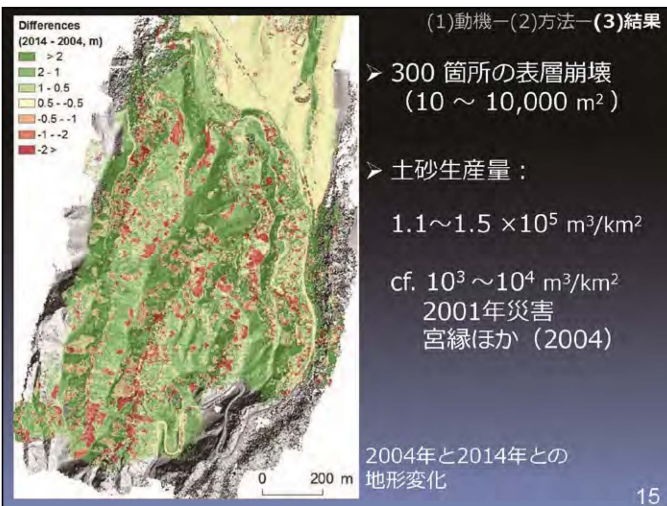 Differences
(2014 - 2004, m)
> 2
2 - 1
1 - 0.5
0.5 - -0.5
-0.5 - -1
-1 - -2
-2 >
0 200 m
(1)動機ー(2)方法ー(3)結果
➢ 300 箇所の表層崩壊
(10 ~ 10,000 m²)
➢ 土砂生産量：
1.1～1.5 ×10⁵ m³/km²
cf. 10³ ～10⁴ m³/km²
2001年災害
宮縁ほか（2004）
2004年と2014年との
地形変化
15